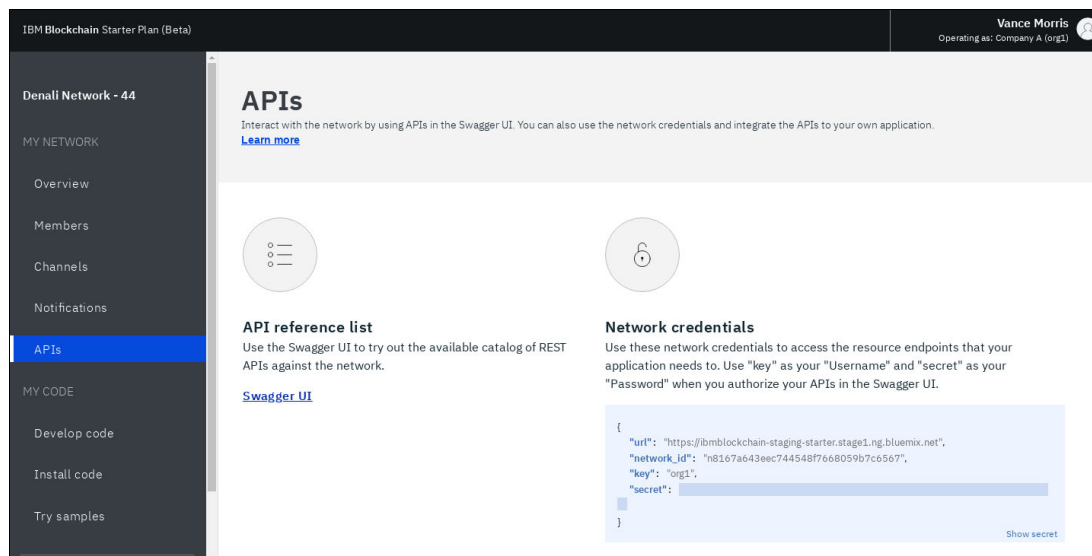 IBM Blockchain Starter Plan (Beta)
Vance Morris
Operating as: Company A (org1)
Denali Network - 44
MY NETWORK
Overview
Members
Channels
Notifications
APIs
MY CODE
Develop code
Install code
Try samples
APIs
Interact with the network by using APIs in the Swagger UI. You can also use the network credentials and integrate the APIs to your own application.
Learn more
API reference list
Use the Swagger UI to try out the available catalog of REST
APIs against the network.
Swagger UI
Network credentials
Use these network credentials to access the resource endpoints that your
application needs to. Use "key" as your "Username" and "secret" as your
"Password" when you authorize your APIs in the Swagger UI.
{
"url": "https://ibmblockchain-staging-starter.stage1.ng.bluemix.net",
"network_id": "n8167a643eec744548f7668059b7c6567",
"key": "org1",
"secret":
}
Show secret